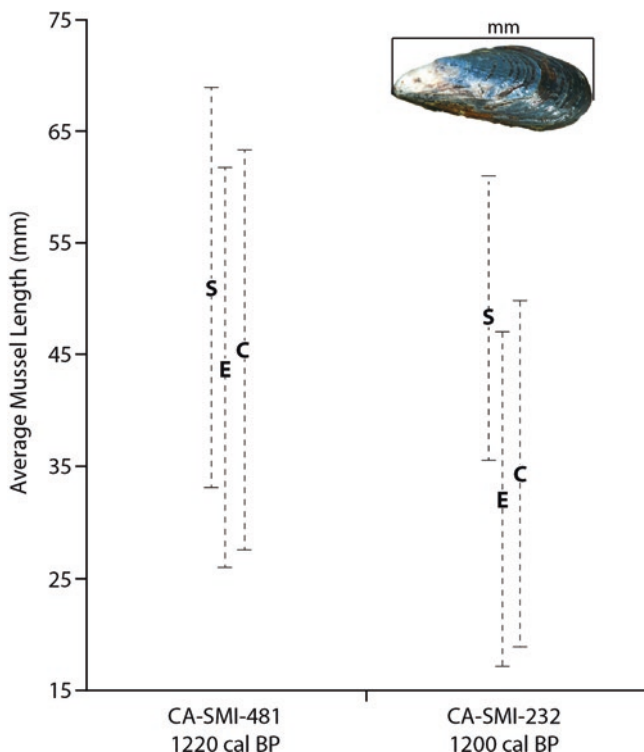 75
mm
65
55
S
S
C
E
45
35
C
E
25
15
Average Mussel Length (mm)
CA-SMI-481
1220 cal BP
CA-SMI-232
1200 cal BP